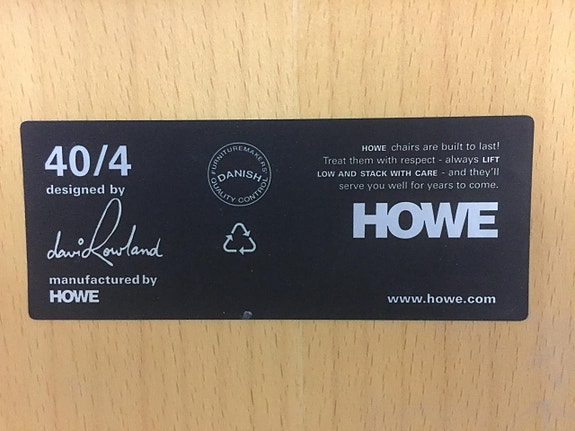 40/4
designed by
david Rowland
manufactured by
HOWE
FURNITUREMAKERS'
DANISH
QUALITY CONTROL
HOWE chairs are built to last!
Treat them with respect - always LIFT
LOW AND STACK WITH CARE - and they'll
serve you well for years to come.
HOWE
www.howe.com